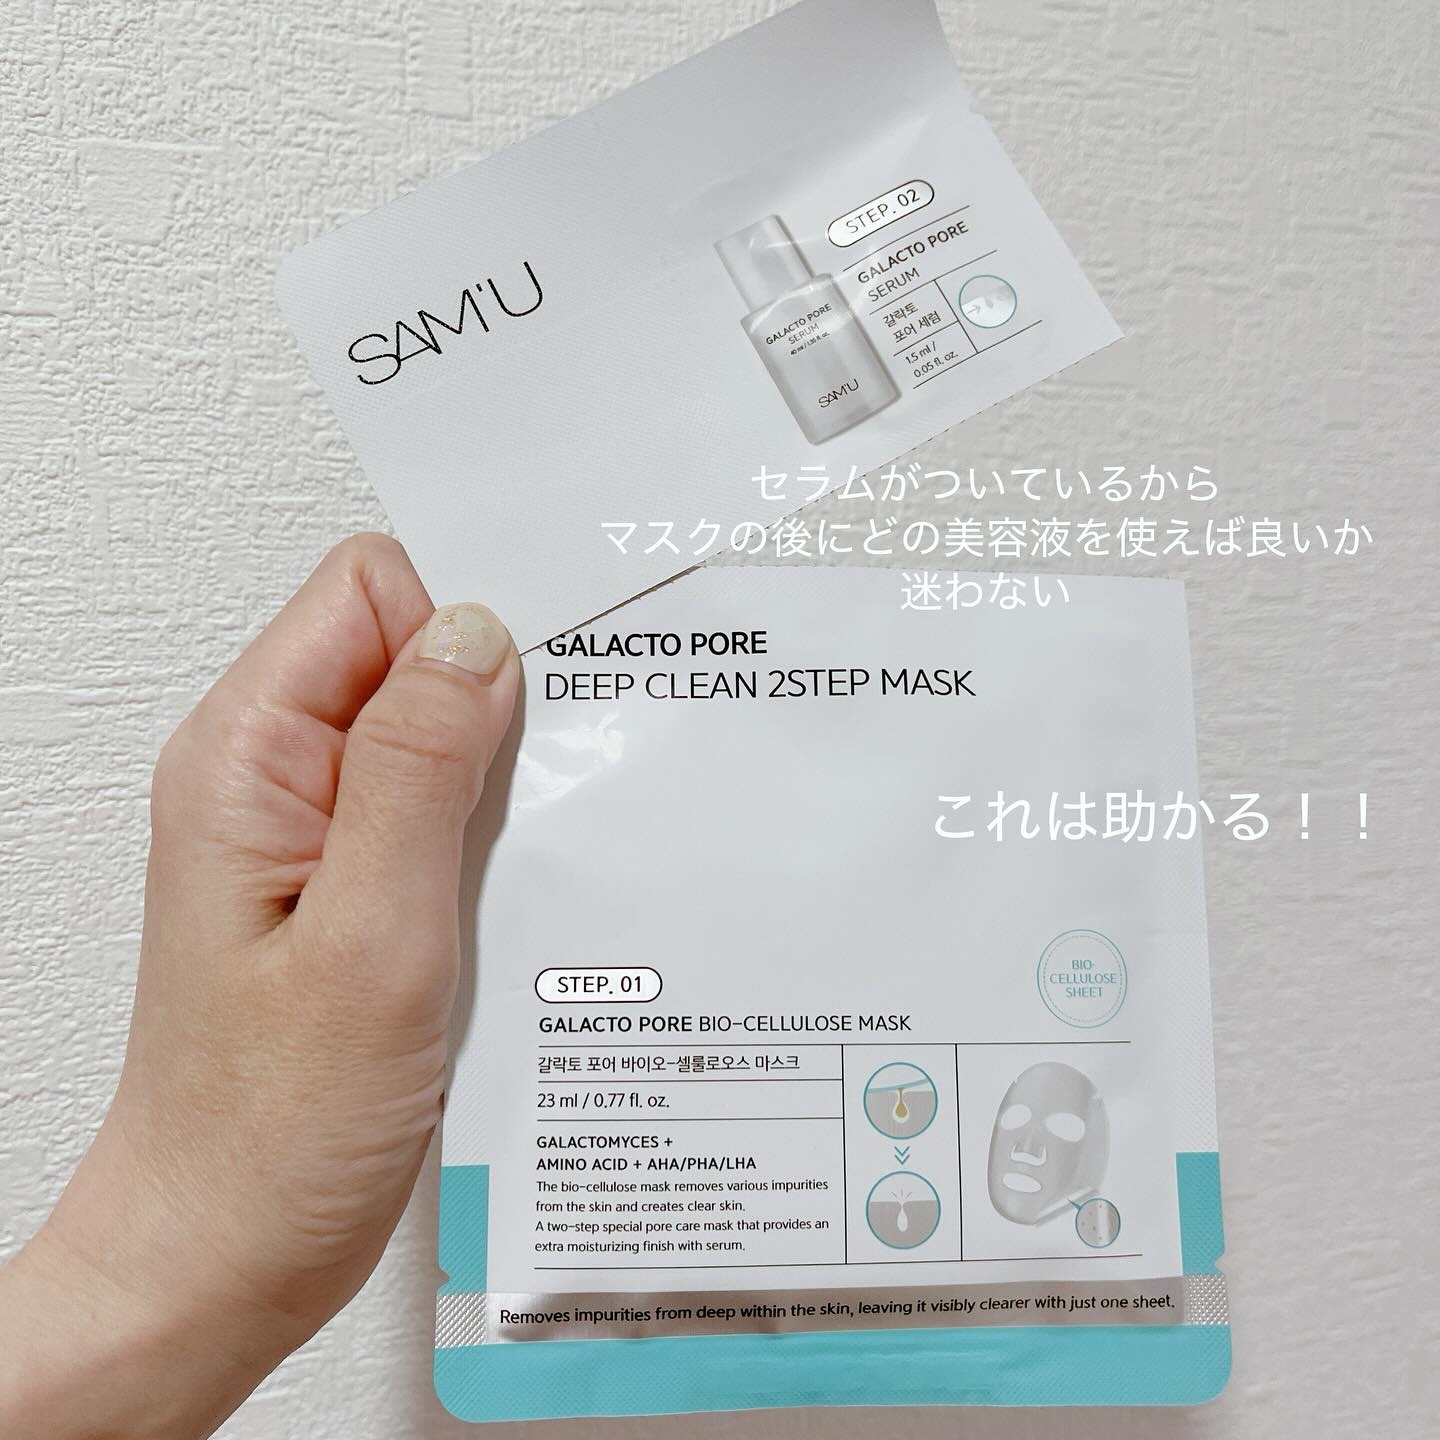 SAM'U
STEP. 02
GALACTO PORE
SERUM
갈락토
포어 세럼
1.5 ml /
0.05 fl. oz.
GALACTO PORE
SERUM
40 ml / 1.35 fl. oz.
SAM'U
セラムがついているから
マスクの後にどの美容液を使えば良いか
迷わない
GALACTO PORE
DEEP CLEAN 2STEP MASK
これは助かる！！
BIO-
CELLULOSE
SHEET
STEP. 01
GALACTO PORE BIO-CELLULOSE MASK
갈락토 포어 바이오-셀룰로오스 마스크
23 ml / 0.77 fl. oz.
GALACTOMYCES +
AMINO ACID + AHA/PHA/LHA
The bio-cellulose mask removes various impurities
from the skin and creates clear skin.
A two-step special pore care mask that provides an
extra moisturizing finish with serum.
Removes impurities from deep within the skin, leaving it visibly clearer with just one sheet.